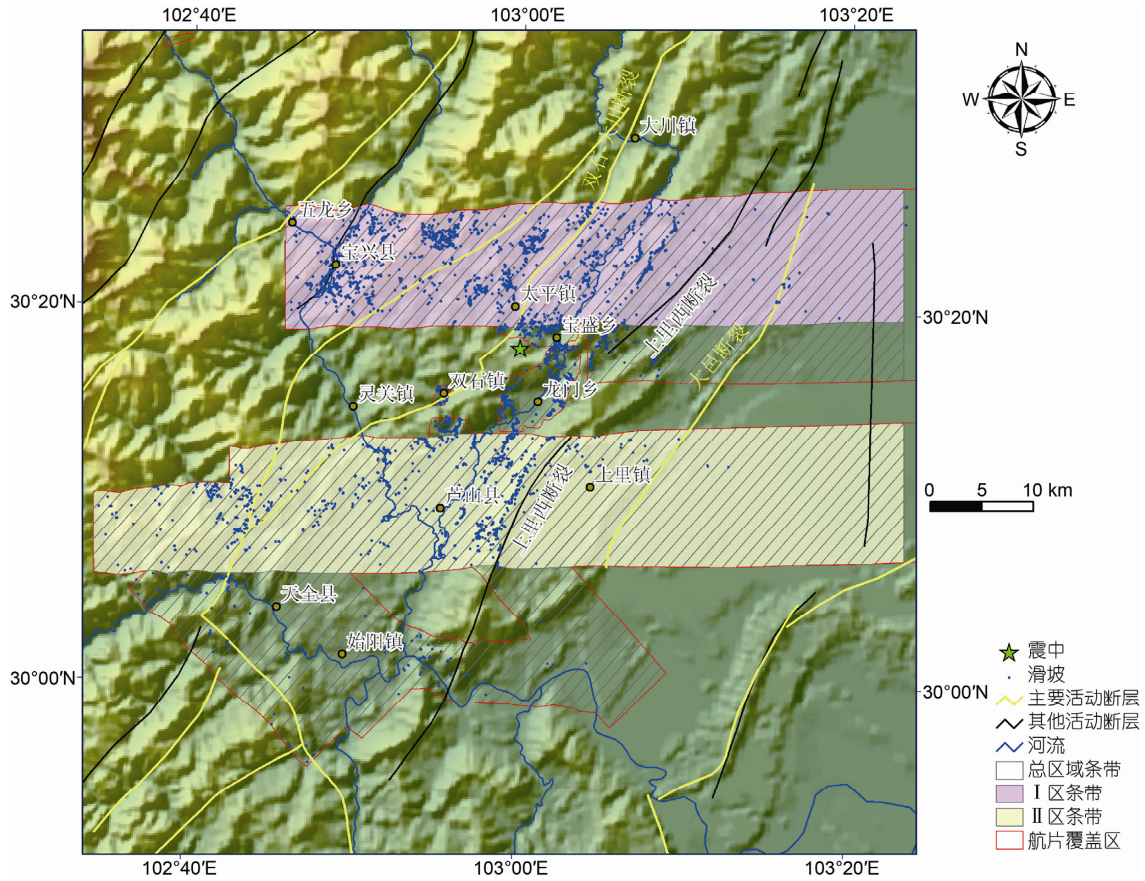 102°40′E
103°00′E
103°20′E
N
W
E
S
双石-大川断裂
大川镇
五龙乡
宝兴县
太平镇
30°20′N
30°20′N
宝盛乡
上里西断裂
大邑断裂
双石镇
灵关镇
龙门乡
芦山县
上里镇
上里西断裂
0 5 10 km
天全县
始阳镇
30°00′N
30°00′N
震中
滑坡
主要活动断层
其他活动断层
河流
总区域条带
Ⅰ区条带
Ⅱ区条带
航片覆盖区
102°40′E
103°00′E
103°20′E